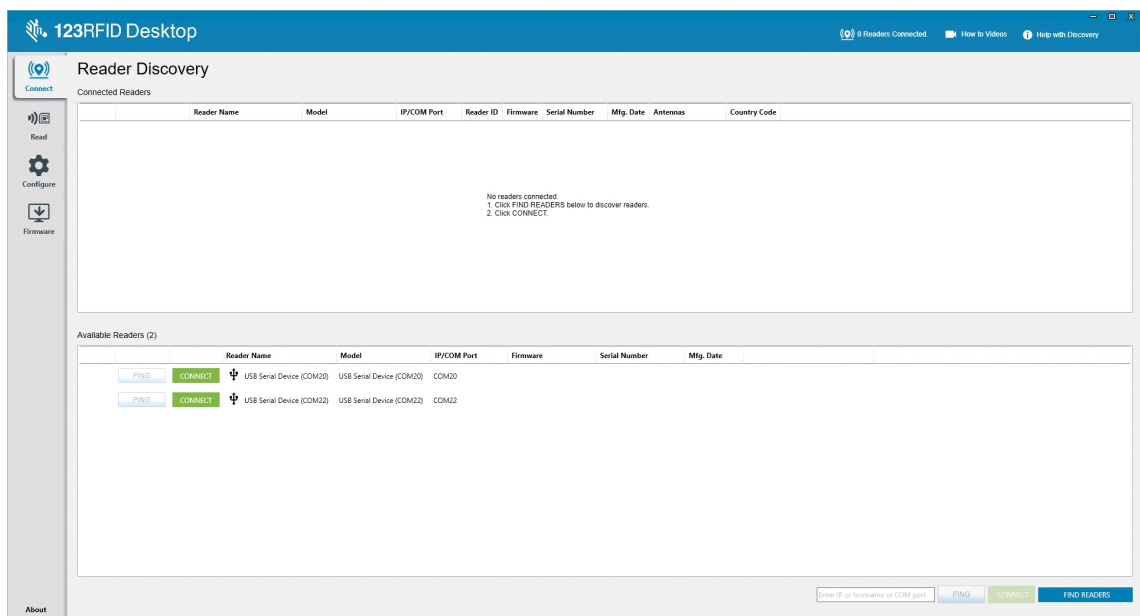 123RFID Desktop
0 Readers Connected. How to Videos Help with Discovery
Connect
Read
Configure
Firmware
About
Reader Discovery
Connected Readers
Reader Name Model IP/COM Port Reader ID Firmware Serial Number Mfg. Date Antennas Country Code
No readers connected.
1. Click FIND READERS below to discover readers.
2. Click CONNECT.
Available Readers (2)
Reader Name Model IP/COM Port Firmware Serial Number Mfg. Date
PING CONNECT USB Serial Device (COM20) USB Serial Device (COM20) COM20
PING CONNECT USB Serial Device (COM22) USB Serial Device (COM22) COM22
Enter IP or hostname or COM port PING CONNECT FIND READERS